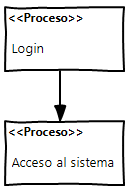 <<Proceso>>
Login
<<Proceso>>
Acceso al sistema